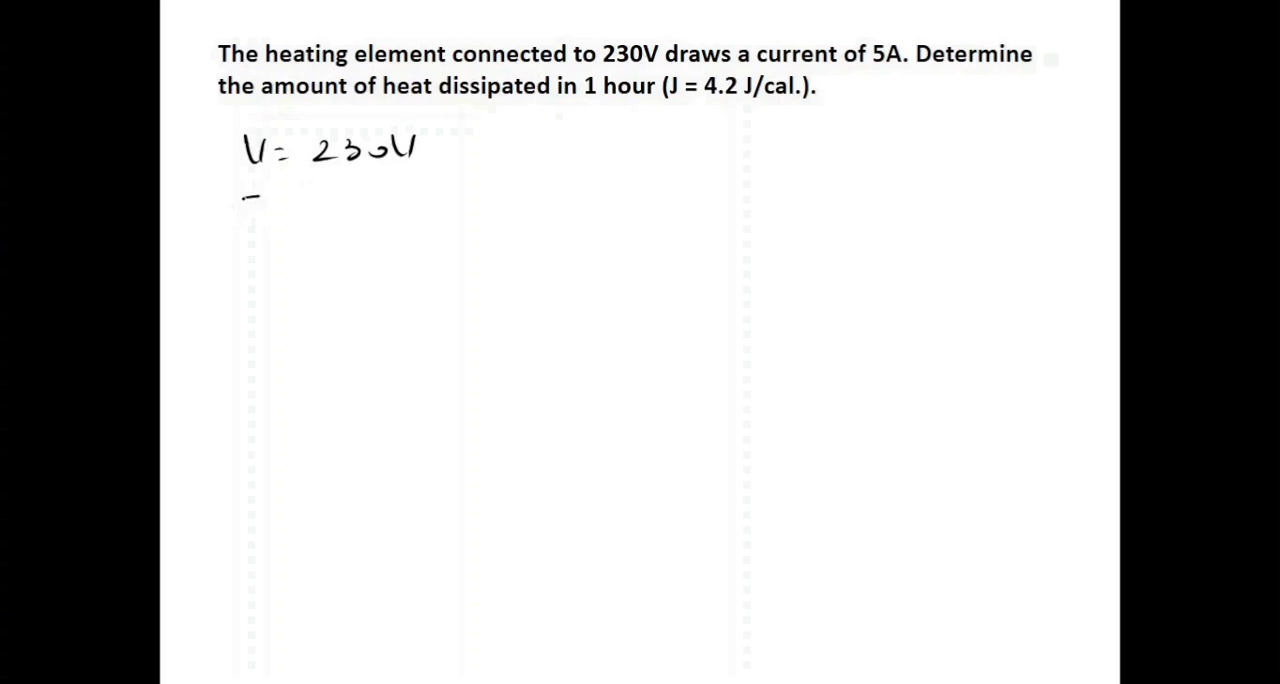 The heating element connected to 230V draws a current of 5A. Determine
the amount of heat dissipated in 1 hour (J = 4.2 J/cal.).
V = 230V